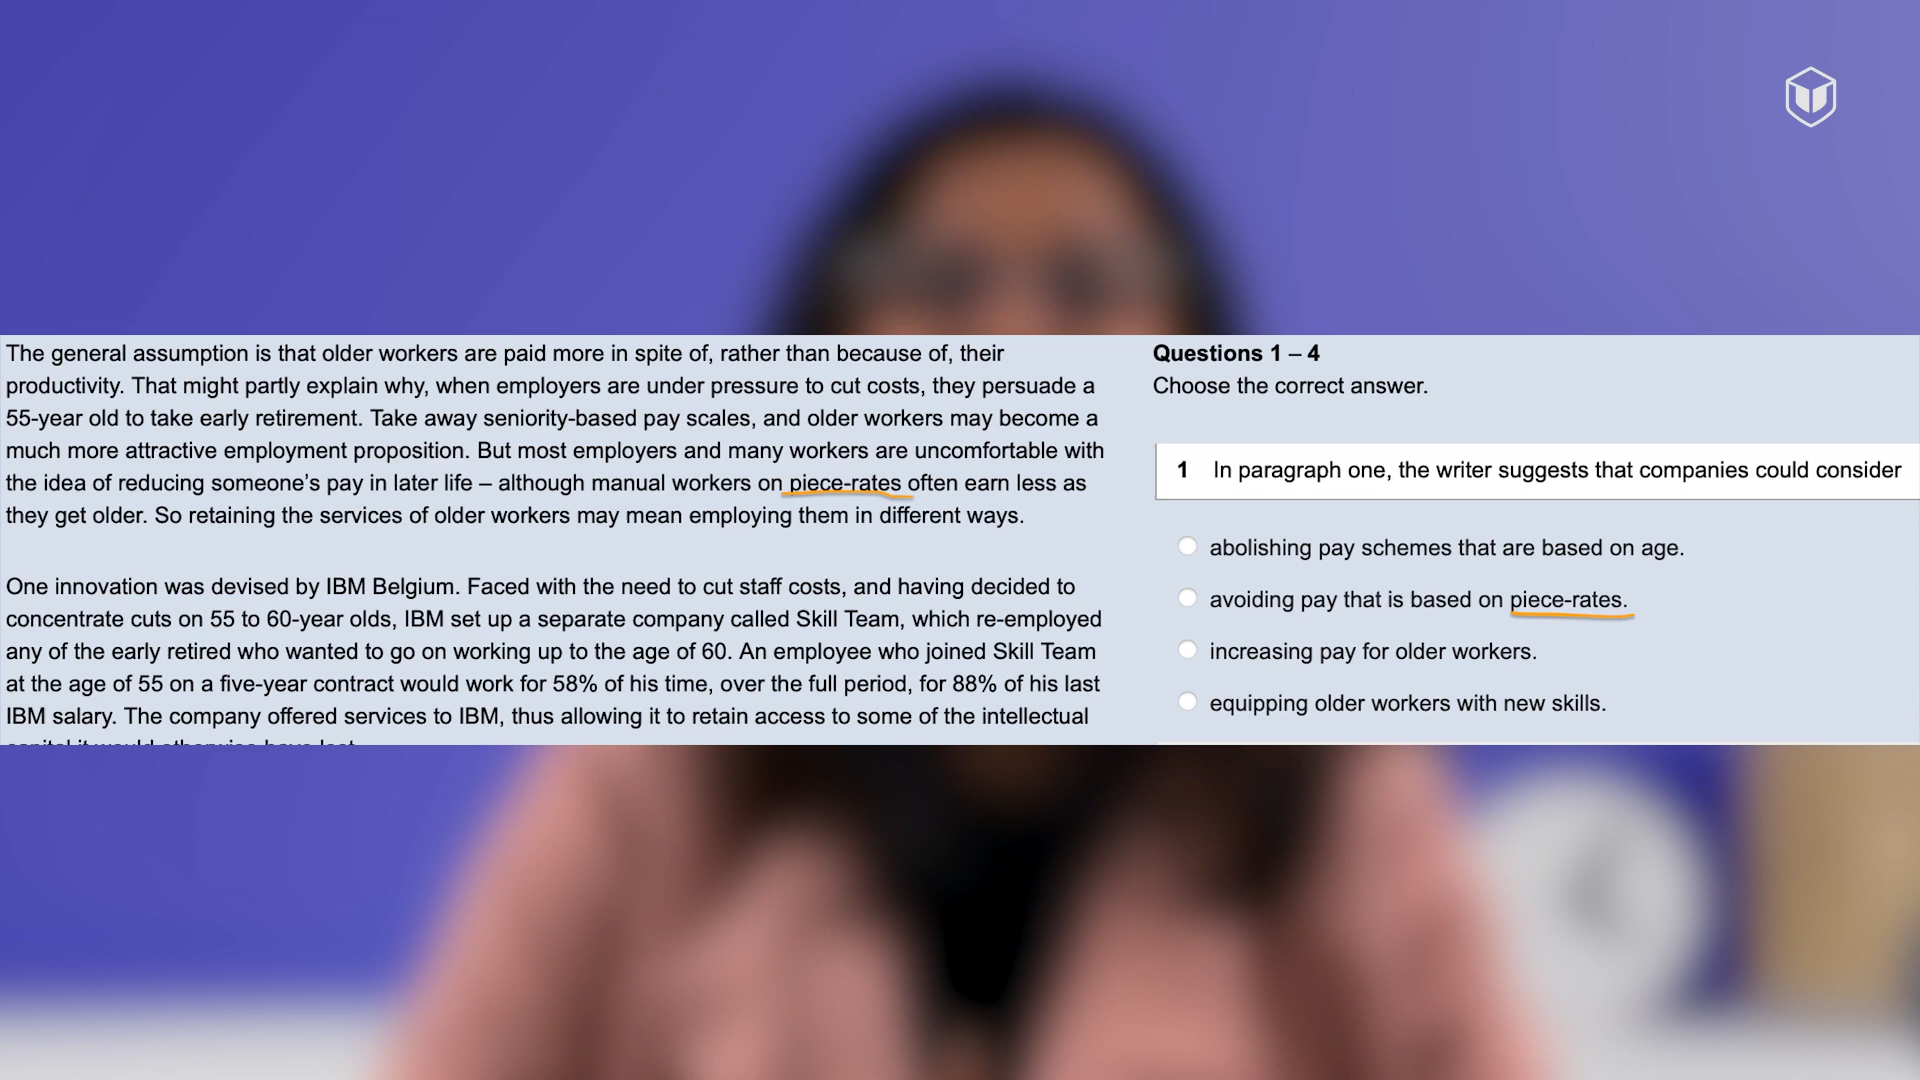 The general assumption is that older workers are paid more in spite of, rather than because of, their
productivity. That might partly explain why, when employers are under pressure to cut costs, they persuade a
55-year old to take early retirement. Take away seniority-based pay scales, and older workers may become a
much more attractive employment proposition. But most employers and many workers are uncomfortable with
the idea of reducing someone’s pay in later life – although manual workers on piece-rates often earn less as
they get older. So retaining the services of older workers may mean employing them in different ways.
One innovation was devised by IBM Belgium. Faced with the need to cut staff costs, and having decided to
concentrate cuts on 55 to 60-year olds, IBM set up a separate company called Skill Team, which re-employed
any of the early retired who wanted to go on working up to the age of 60. An employee who joined Skill Team
at the age of 55 on a five-year contract would work for 58% of his time, over the full period, for 88% of his last
IBM salary. The company offered services to IBM, thus allowing it to retain access to some of the intellectual
capital it would otherwise have lost.
Questions 1 – 4
Choose the correct answer.
1 In paragraph one, the writer suggests that companies could consider
abolishing pay schemes that are based on age.
avoiding pay that is based on piece-rates.
increasing pay for older workers.
equipping older workers with new skills.